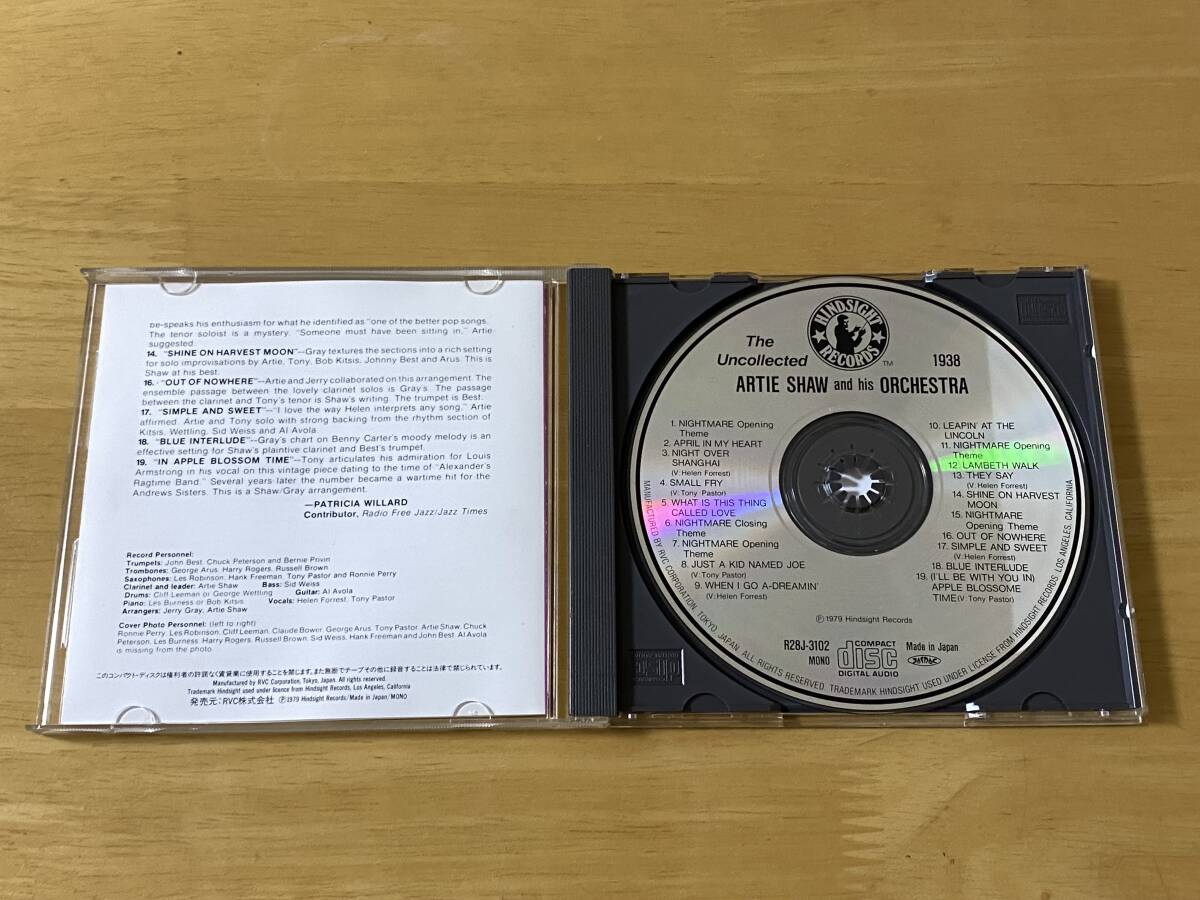 be-speaks his enthusiasm for what he identified as "one of the better pop songs.
The tenor soloist is a mystery. "Someone must have been sitting in," Artie
suggested.
14. "SHINE ON HARVEST MOON"—Gray textures the sections into a rich setting
for solo improvisations by Artie, Tony, Bob Kitsis, Johnny Best and Arus. This is
Shaw at his best.
16. "OUT OF NOWHERE"—Artie and Jerry collaborated on this arrangement. The
ensemble passage between the lovely clarinet solos is Gray's. The passage
between the clarinet and Tony's tenor is Shaw's writing. The trumpet is Best.
17. "SIMPLE AND SWEET"—"I love the way Helen interprets any song," Artie
affirmed. Artie and Tony solo with strong backing from the rhythm section of
Kitsis, Wettling, Sid Weiss and Al Avola.
18. "BLUE INTERLUDE"—Gray's chart on Benny Carter's moody melody is an
effective setting for Shaw's plaintive clarinet and Best's trumpet.
19. "IN APPLE BLOSSOM TIME"—Tony articulates his admiration for Louis
Armstrong in his vocal on this vintage piece dating to the time of "Alexander's
Ragtime Band." Several years later the number became a wartime hit for the
Andrews Sisters. This is a Shaw/Gray arrangement.
—PATRICIA WILLARD
Contributor, Radio Free Jazz/Jazz Times
Record Personnel:
Trumpets: John Best, Chuck Peterson and Bernie Privin
Trombones: George Arus, Harry Rogers, Russell Brown
Saxophones: Les Robinson, Hank Freeman, Tony Pastor and Ronnie Perry
Clarinet and leader: Artie Shaw Bass: Sid Weiss
Drums: Cliff Leeman or George Wettling Guitar: Al Avola
Piano: Les Burness or Bob Kitsis Vocals: Helen Forrest, Tony Pastor
Arrangers: Jerry Gray, Artie Shaw
Cover Photo Personnel: (left to right)
Ronnie Perry, Les Robinson, Cliff Leeman, Claude Bower, George Arus, Tony Pastor, Artie Shaw, Chuck
Peterson, Les Burness, Harry Rogers, Russell Brown, Sid Weiss, Hank Freeman and John Best. Al Avola
is missing from the photo.
このコンパクト・ディスクは権利者の許諾なく賃貸業に使用することを禁じます。また無断でテープその他に録音することは法律で禁じられています。
Manufactured by RVC Corporation, Tokyo, Japan. All rights reserved.
Trademark Hindsight used under licence from Hindsight Records, Los Angeles, California
発売元:RVC株式会社 Ⓟ1979 Hindsight Records/Made in Japan/MONO
HINDSIGHT
RECORDS
TM
The
Uncollected
1938
ARTIE SHAW and his ORCHESTRA
1. NIGHTMARE Opening
Theme
2. APRIL IN MY HEART
3. NIGHT OVER
SHANGHAI
(V: Helen Forrest)
4. SMALL FRY
(V: Tony Pastor)
5. WHAT IS THIS THING
CALLED LOVE
6. NIGHTMARE Closing
Theme
7. NIGHTMARE Opening
Theme
8. JUST A KID NAMED JOE
(V: Tony Pastor)
9. WHEN I GO A-DREAMIN'
(V: Helen Forrest)
10. LEAPIN' AT THE
LINCOLN
11. NIGHTMARE Opening
Theme
12. LAMBETH WALK
13. THEY SAY
(V: Helen Forrest)
14. SHINE ON HARVEST
MOON
15. NIGHTMARE
Opening Theme
16. OUT OF NOWHERE
17. SIMPLE AND SWEET
(V: Helen Forrest)
18. BLUE INTERLUDE
19. (I'LL BE WITH YOU IN)
APPLE BLOSSOME
TIME (V: Tony Pastor)
Ⓟ1979 Hindsight Records
R28J-3102
MONO
COMPACT
disc
DIGITAL AUDIO
Made in Japan
MANUFACTURED BY RVC CORPORATION, TOKYO, JAPAN. ALL RIGHTS RESERVED. TRADEMARK HINDSIGHT USED UNDER LICENSE FROM HINDSIGHT RECORDS, LOS ANGELES, CALIFORNIA